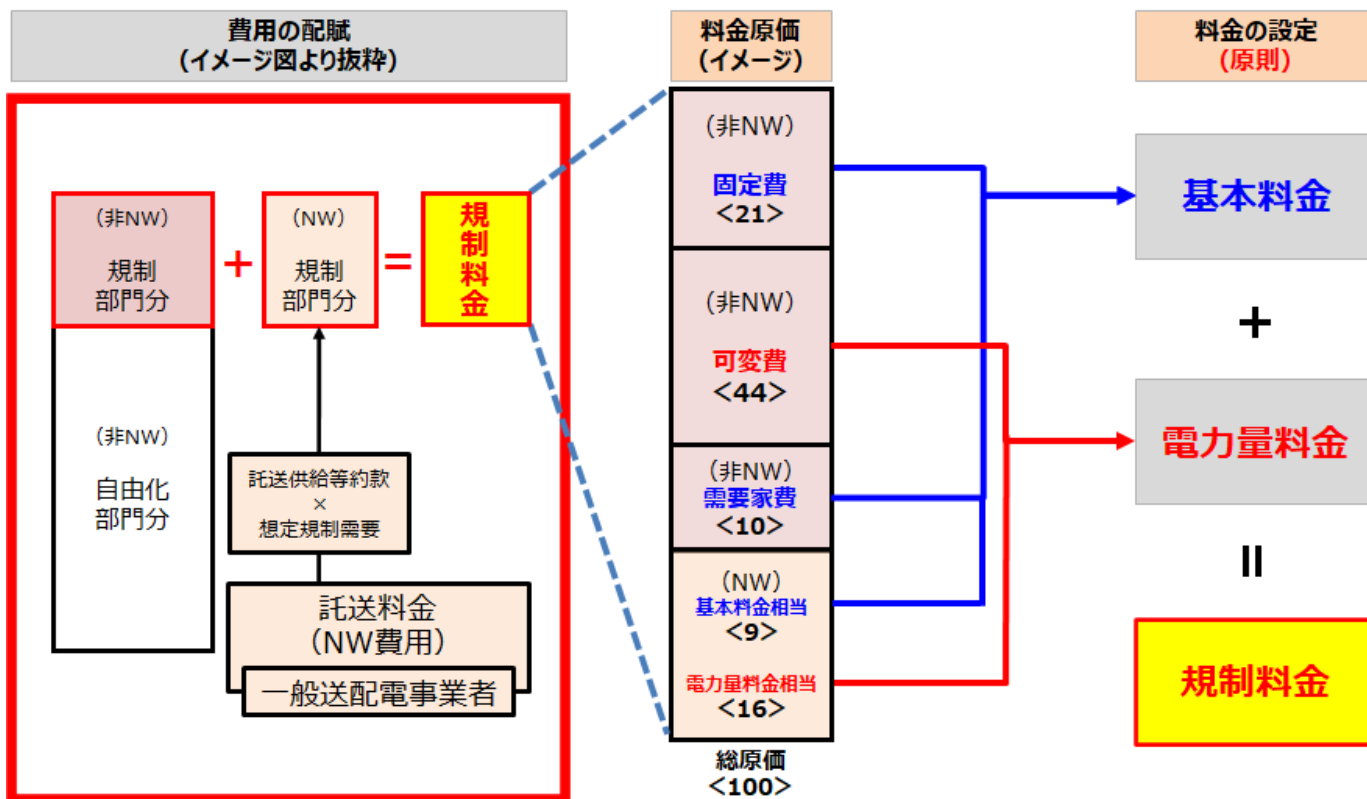 費用の配賦
(イメージ図より抜粋)
(非NW)
規制
部門分
+
(NW)
規制
部門分
=
規制料金
(非NW)
自由化
部門分
託送供給等約款
×
想定規制需要
託送料金
(NW費用)
一般送配電事業者
料金原価
(イメージ)
(非NW)
固定費
<21>
(非NW)
可変費
<44>
(非NW)
需要家費
<10>
(NW)
基本料金相当
<9>
電力量料金相当
<16>
総原価
<100>
料金の設定
(原則)
基本料金
+
電力量料金
=
規制料金